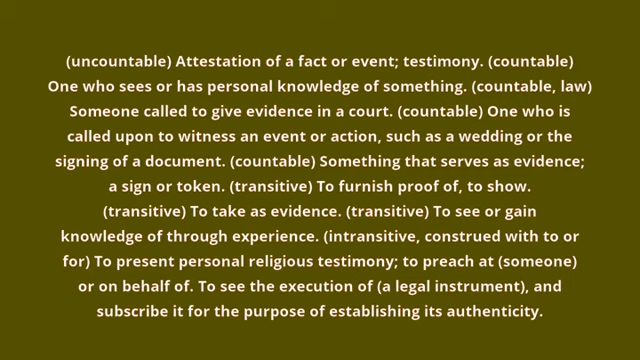 (uncountable) Attestation of a fact or event; testimony. (countable)
One who sees or has personal knowledge of something. (countable, law)
Someone called to give evidence in a court. (countable) One who is
called upon to witness an event or action, such as a wedding or the
signing of a document. (countable) Something that serves as evidence;
a sign or token. (transitive) To furnish proof of, to show.
(transitive) To take as evidence. (transitive) To see or gain
knowledge of through experience. (intransitive, construed with to or
for) To present personal religious testimony; to preach at (someone)
or on behalf of. To see the execution of (a legal instrument), and
subscribe it for the purpose of establishing its authenticity.